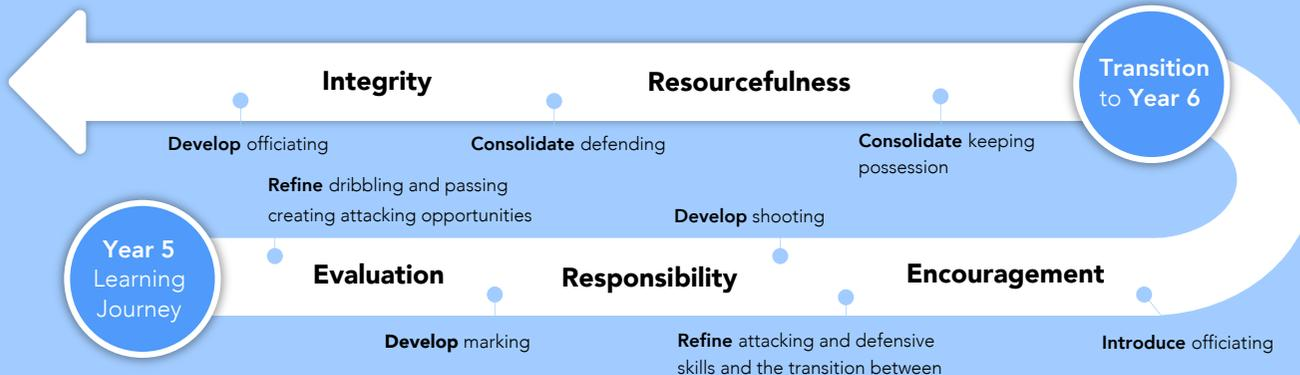 Integrity
Resourcefulness
Transition
to Year 6
Develop officiating
Consolidate defending
Consolidate keeping
possession
Refine dribbling and passing
creating attacking opportunities
Develop shooting
Year 5
Learning
Journey
Evaluation
Responsibility
Encouragement
Develop marking
Refine attacking and defensive
skills and the transition between
Introduce officiating